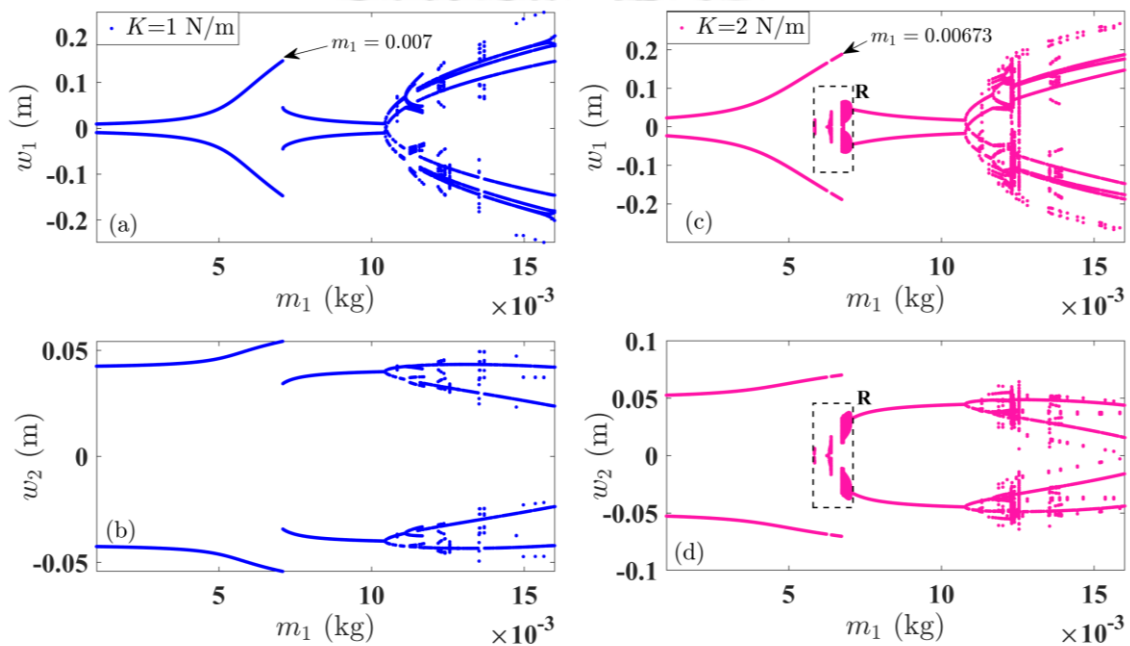 K=1 N/m
m₁ = 0.007
0.2
0.1
0
-0.1
-0.2
w₁ (m)
(a)
5
10
15
m₁ (kg)
×10⁻³
K=2 N/m
m₁ = 0.00673
R
0.2
0.1
0
-0.1
-0.2
w₁ (m)
(c)
5
10
15
m₁ (kg)
×10⁻³
0.05
0
-0.05
w₂ (m)
(b)
5
10
15
m₁ (kg)
×10⁻³
0.1
0.05
0
-0.05
-0.1
w₂ (m)
R
(d)
5
10
15
m₁ (kg)
×10⁻³